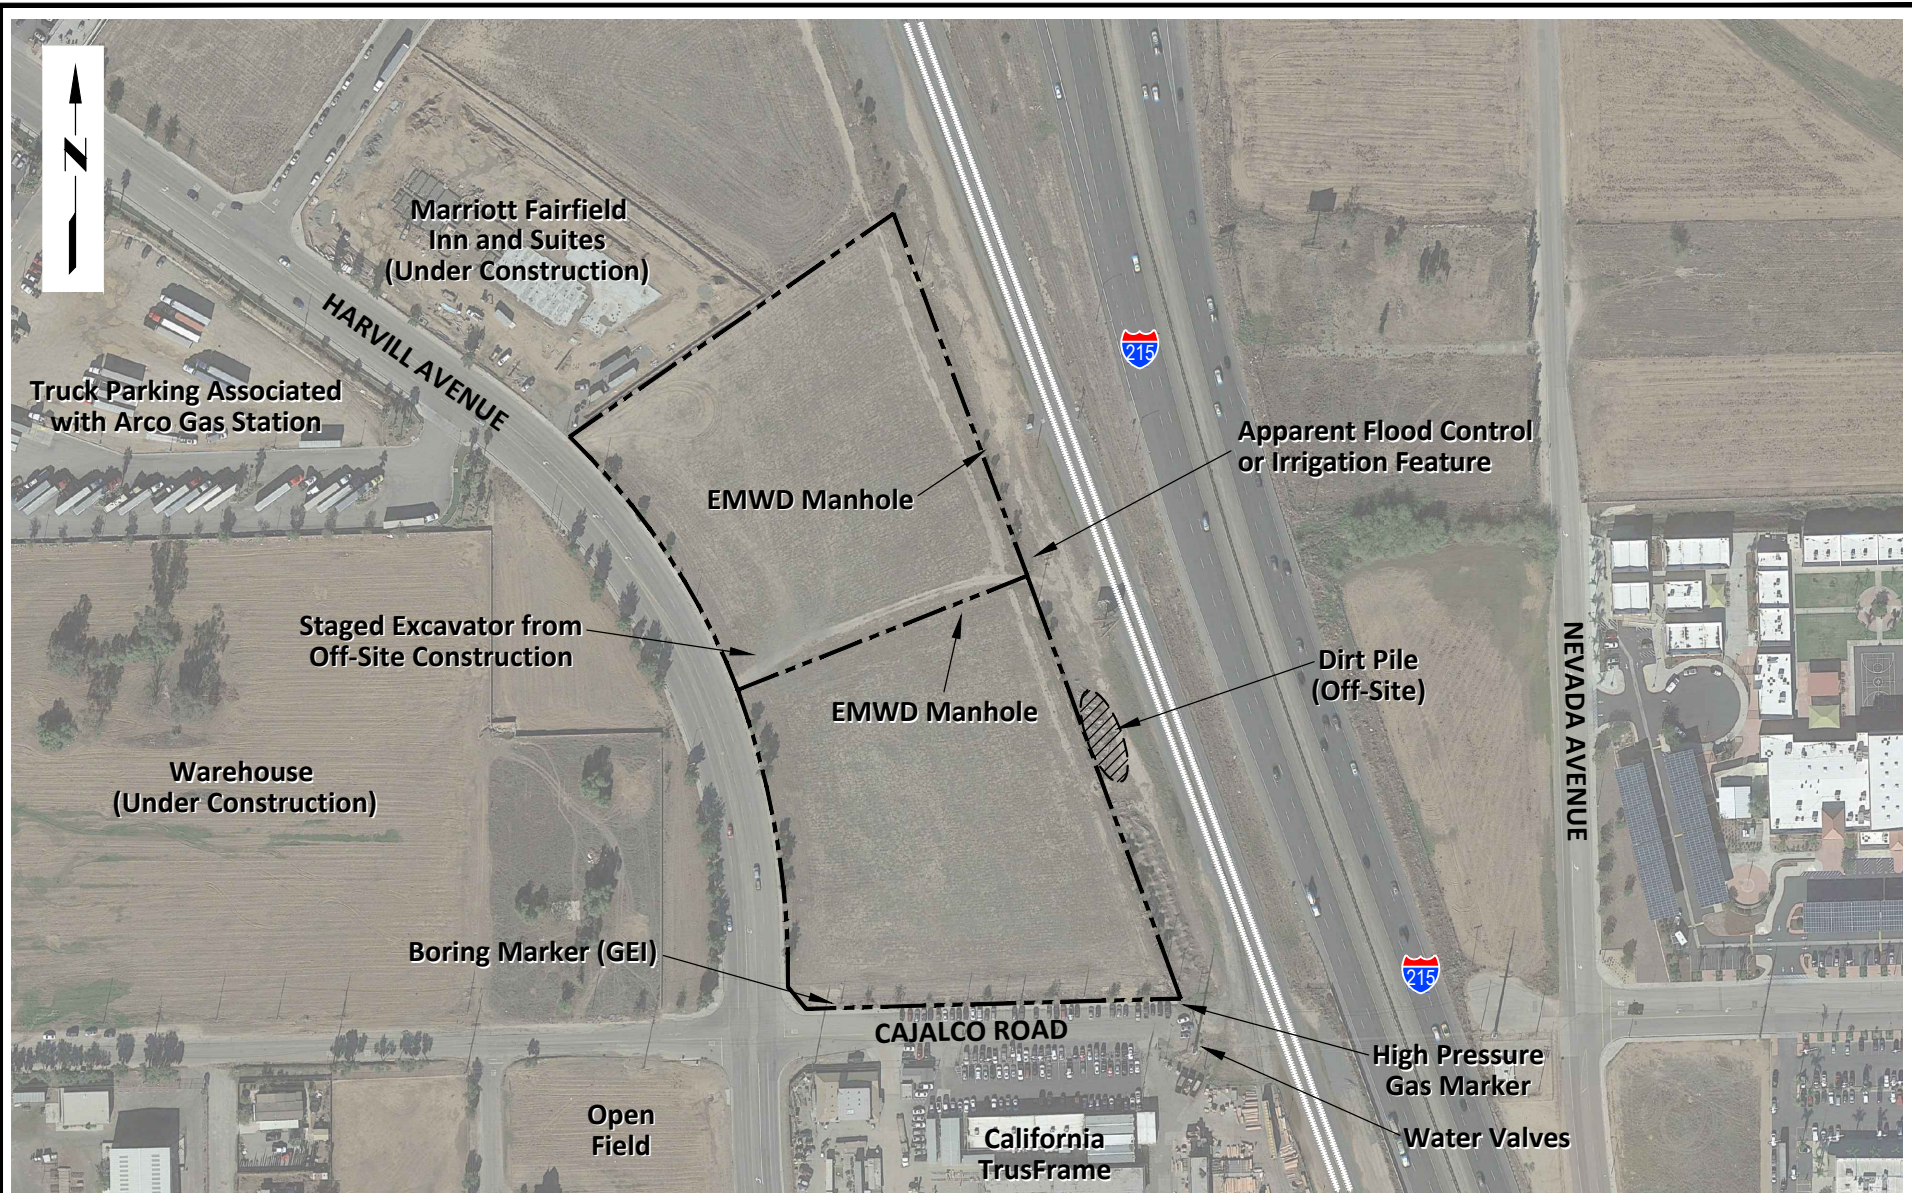 N
Marriott Fairfield
Inn and Suites
(Under Construction)
HARVILL AVENUE
215
Truck Parking Associated
with Arco Gas Station
Apparent Flood Control
or Irrigation Feature
EMWD Manhole
Staged Excavator from
Off-Site Construction
Dirt Pile
(Off-Site)
EMWD Manhole
NEVADA AVENUE
Warehouse
(Under Construction)
Boring Marker (GEI)
215
CAJALCO ROAD
High Pressure
Gas Marker
Open
Field
California
TrusFrame
Water Valves